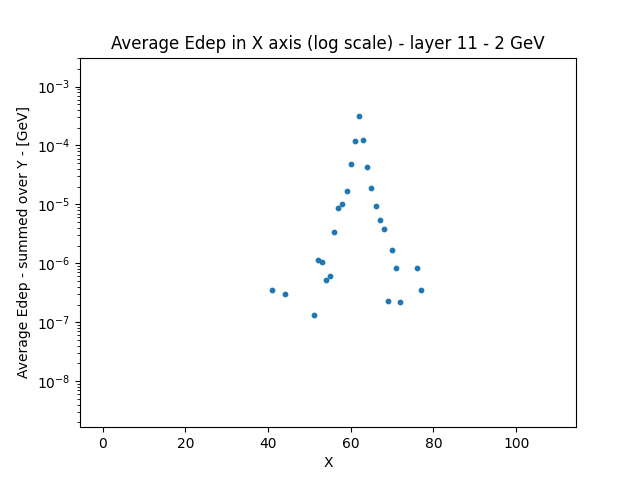 Average Edep in X axis (log scale) - layer 11 - 2 GeV
Average Edep - summed over Y - [GeV]
10⁻³
10⁻⁴
10⁻⁵
10⁻⁶
10⁻⁷
10⁻⁸
0 20 40 60 80 100
X